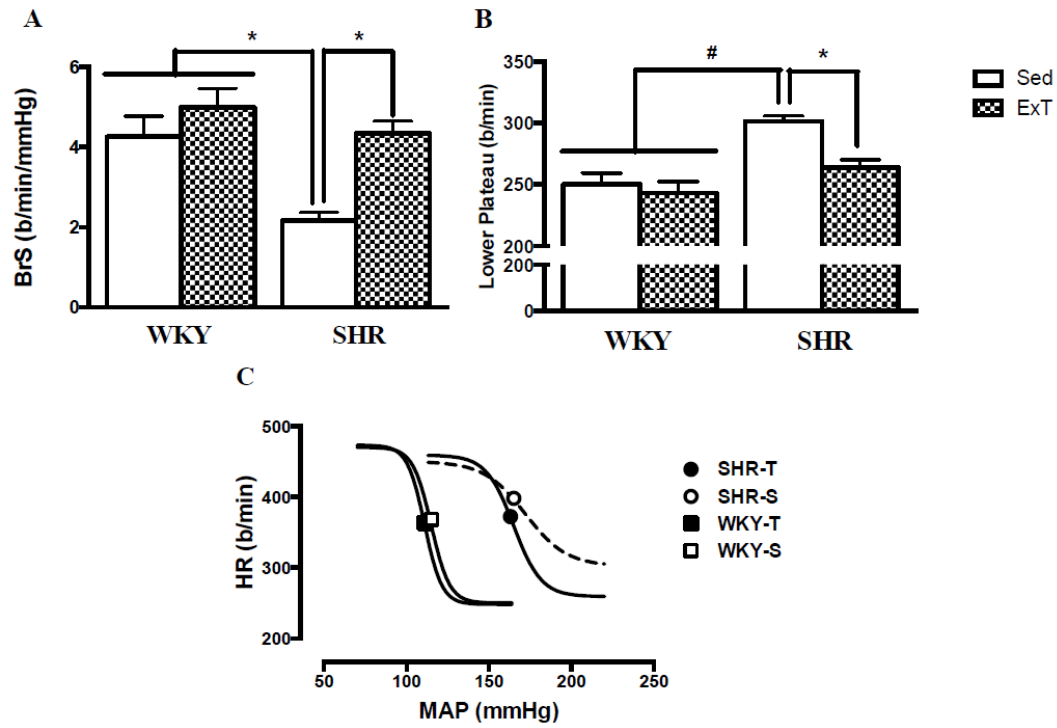 A
BrS (b/min/mmHg)
6
4
2
0
*
*
WKY
SHR
B
Lower Plateau (b/min)
350
300
250
200
200
0
#
*
WKY
SHR
Sed
ExT
C
HR (b/min)
500
400
300
200
50
100
150
200
250
MAP (mmHg)
SHR-T
SHR-S
WKY-T
WKY-S